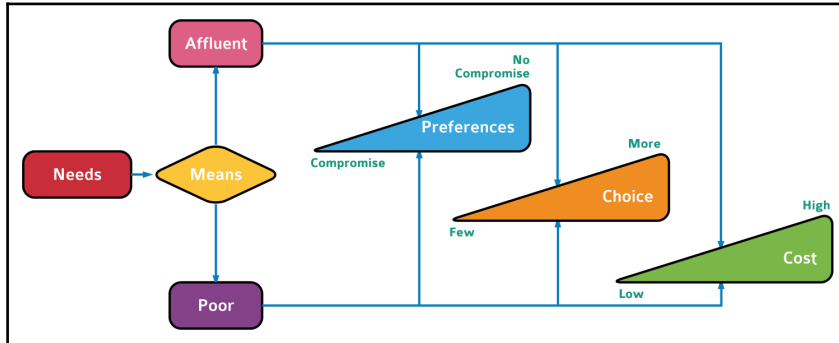 Affluent
No
Compromise
Preferences
Compromise
Needs
Means
More
Choice
Few
High
Cost
Low
Poor